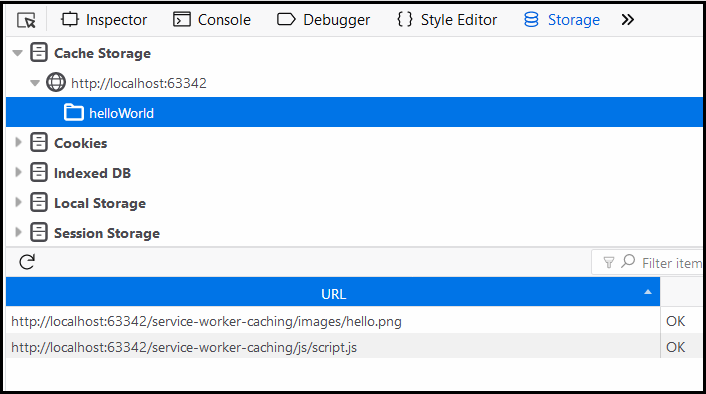 Inspector Console Debugger Style Editor Storage
Cache Storage
http://localhost:63342
helloWorld
Cookies
Indexed DB
Local Storage
Session Storage
Filter item
URL
http://localhost:63342/service-worker-caching/images/hello.png OK
http://localhost:63342/service-worker-caching/js/script.js OK